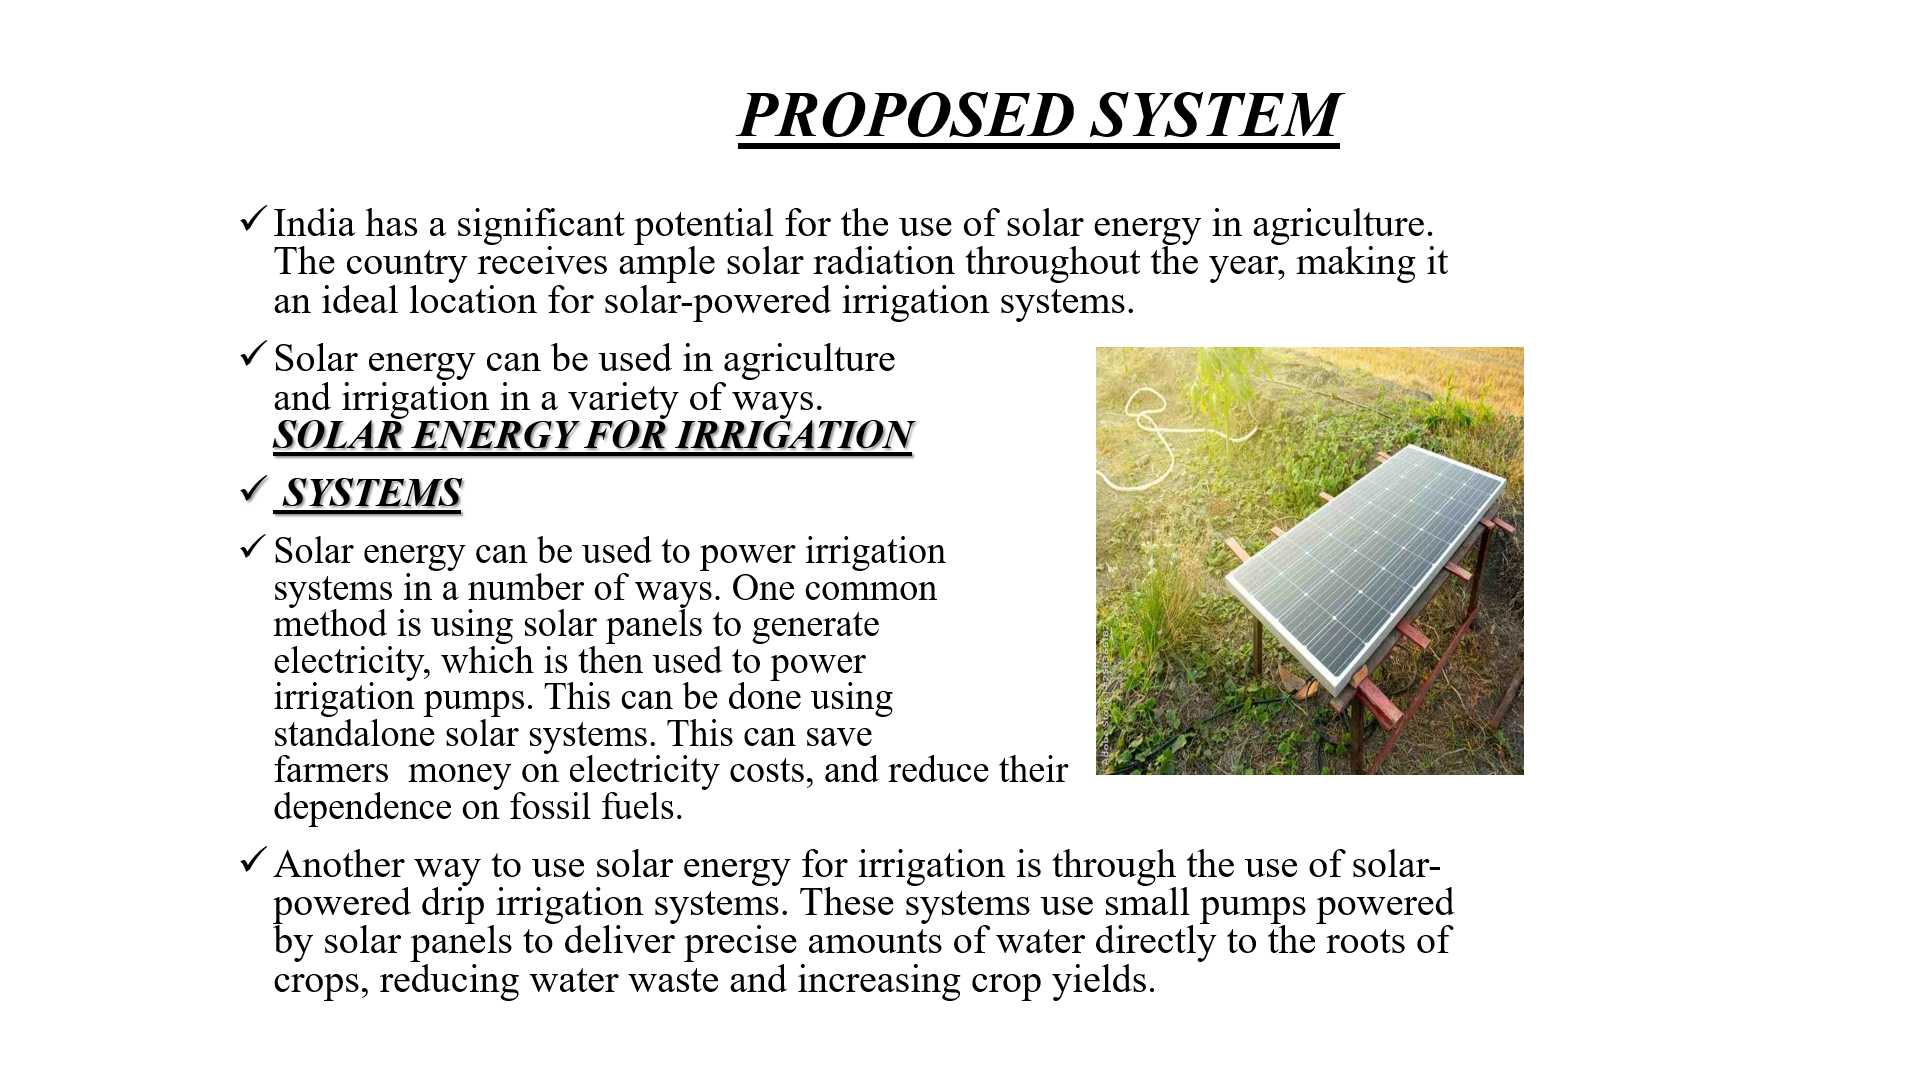 PROPOSED SYSTEM
✓ India has a significant potential for the use of solar energy in agriculture.
The country receives ample solar radiation throughout the year, making it
an ideal location for solar-powered irrigation systems.
✓ Solar energy can be used in agriculture
and irrigation in a variety of ways.
SOLAR ENERGY FOR IRRIGATION
✓ SYSTEMS
✓ Solar energy can be used to power irrigation
systems in a number of ways. One common
method is using solar panels to generate
electricity, which is then used to power
irrigation pumps. This can be done using
standalone solar systems. This can save
farmers  money on electricity costs, and reduce their
dependence on fossil fuels.
✓ Another way to use solar energy for irrigation is through the use of solar-
powered drip irrigation systems. These systems use small pumps powered
by solar panels to deliver precise amounts of water directly to the roots of
crops, reducing water waste and increasing crop yields.